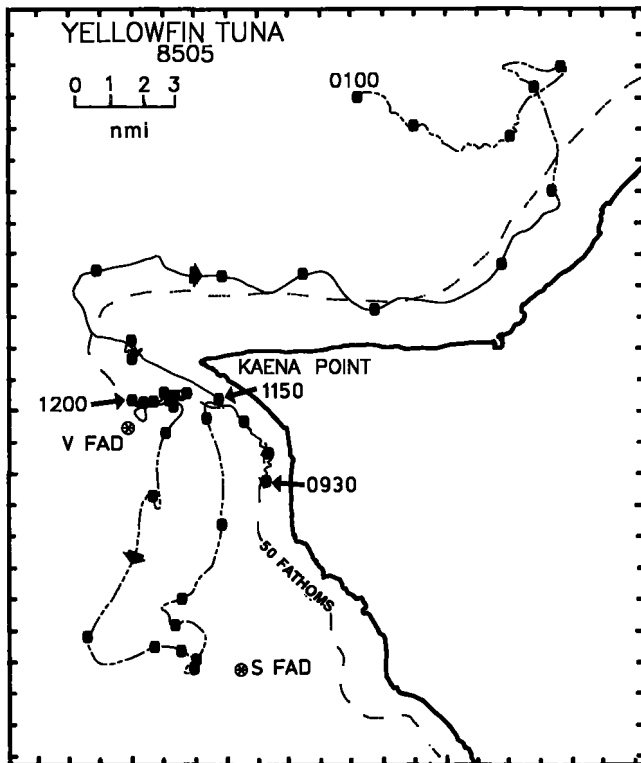 YELLOWFIN TUNA
8505
0 1 2 3
nmi
0100
KAENA POINT
1150
1200
V FAD
0930
50 FATHOMS
S FAD